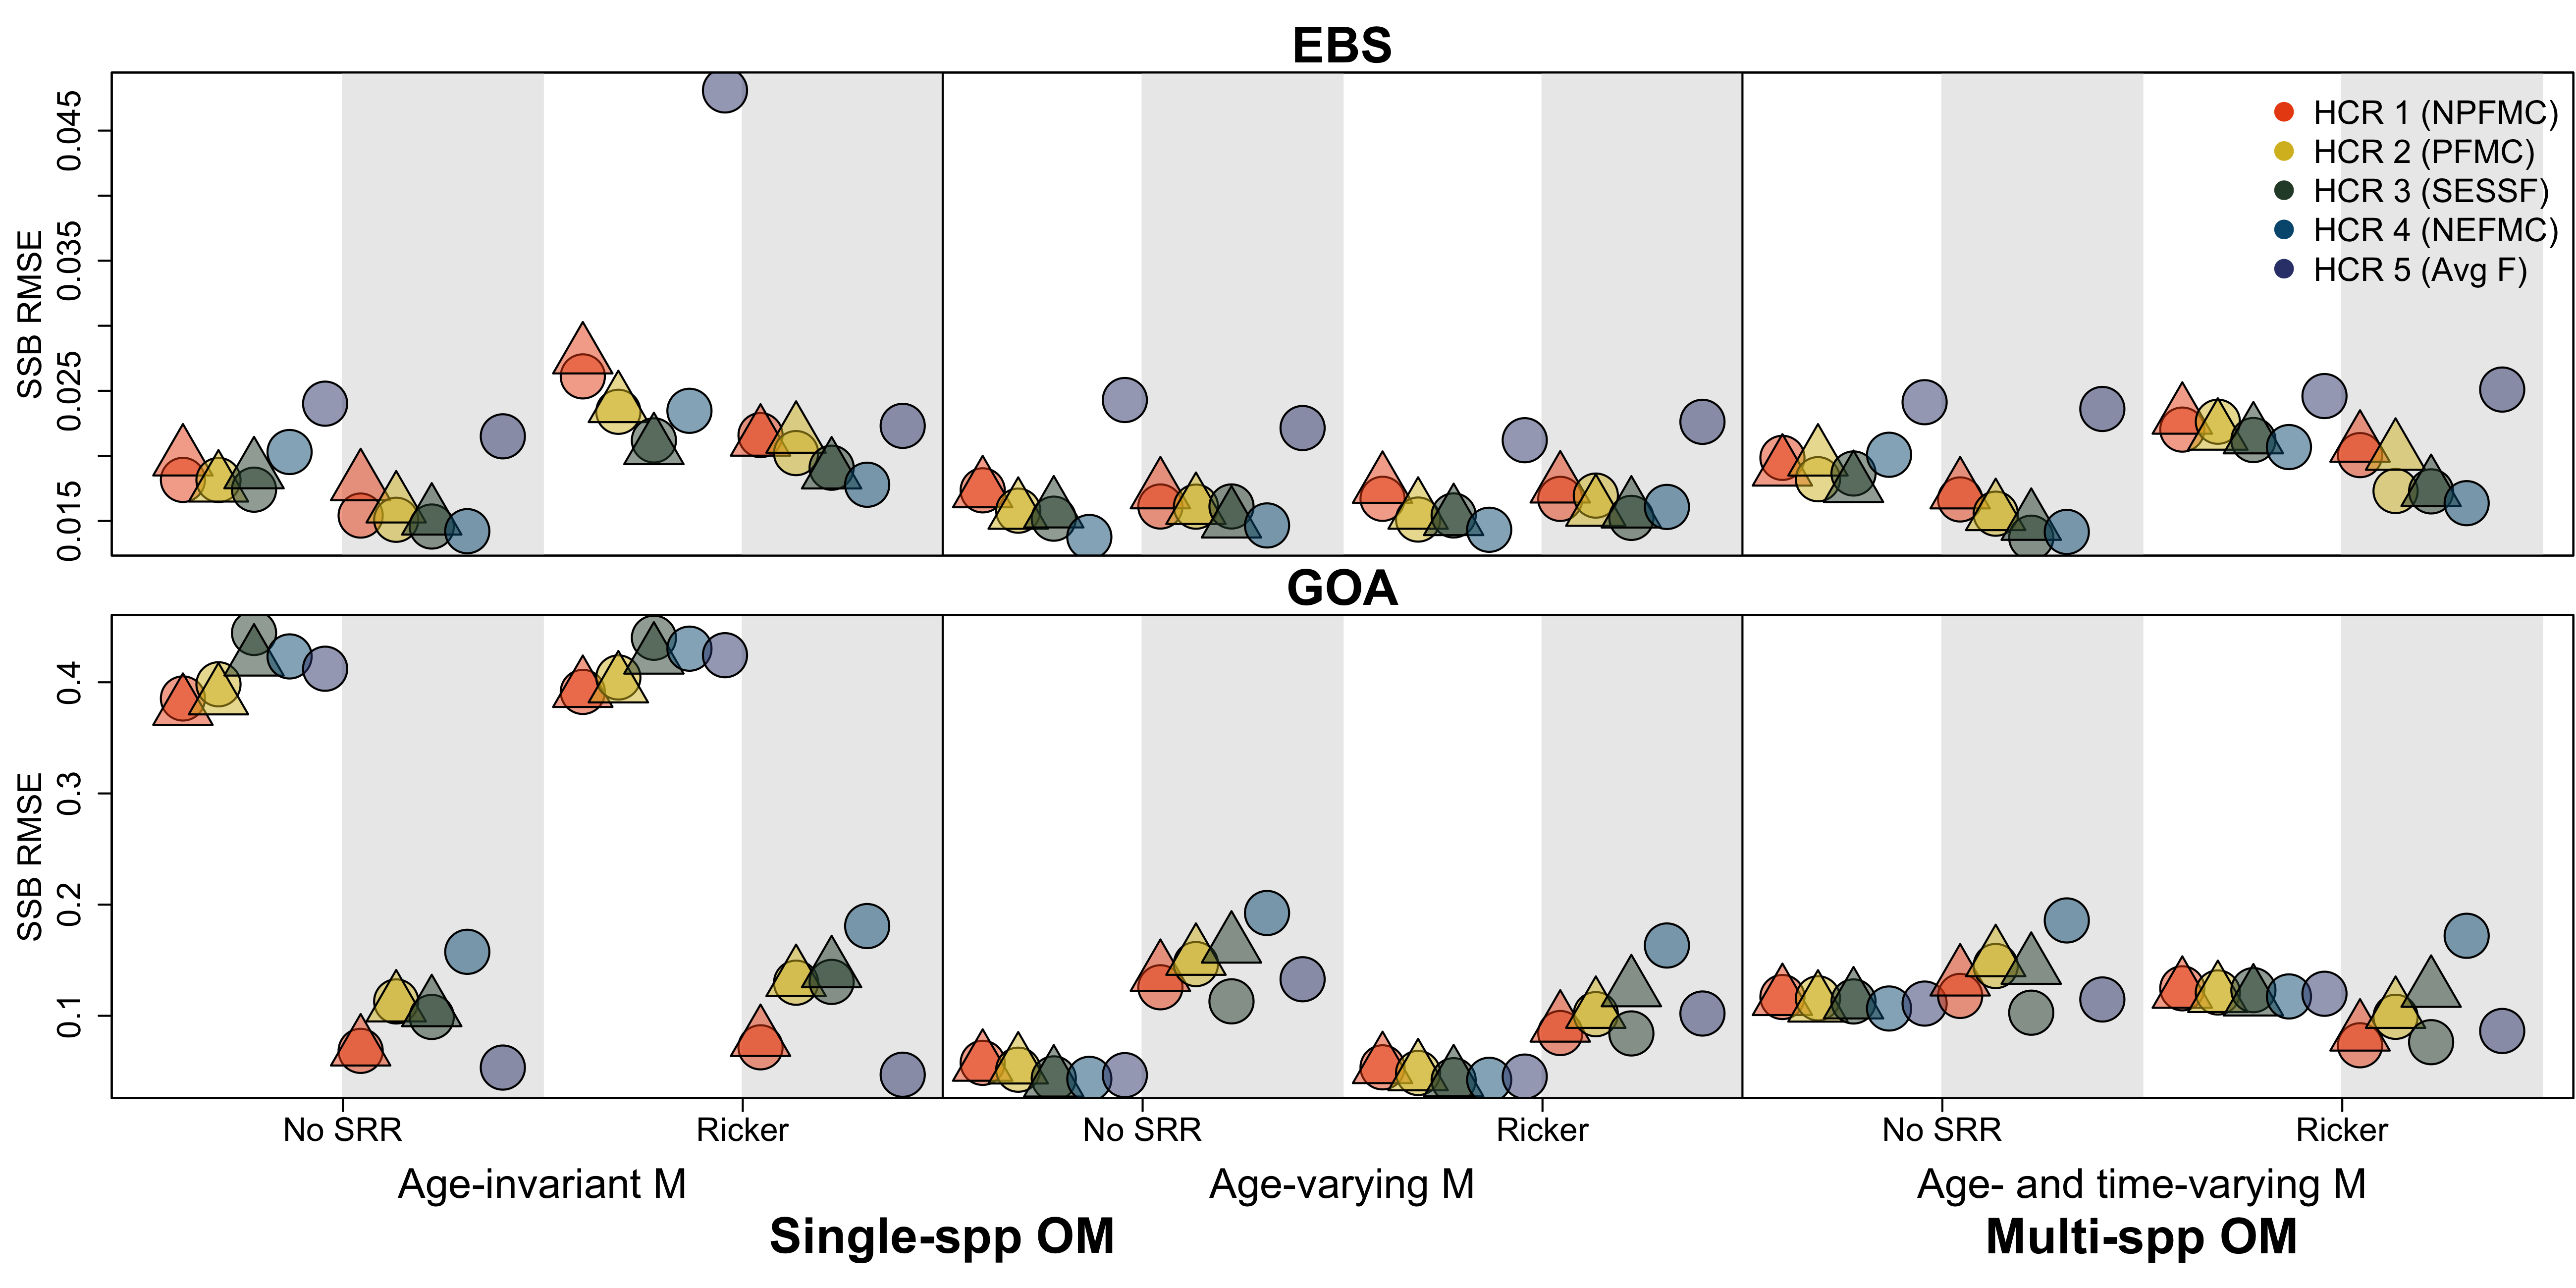 EBS
SSB RMSE
0.045
0.035
0.025
0.015
HCR 1 (NPFMC)
HCR 2 (PFMC)
HCR 3 (SESSF)
HCR 4 (NEFMC)
HCR 5 (Avg F)
GOA
SSB RMSE
0.4
0.3
0.2
0.1
No SRR Ricker No SRR Ricker No SRR Ricker
Age-invariant M Age-varying M Age- and time-varying M
Single-spp OM Multi-spp OM